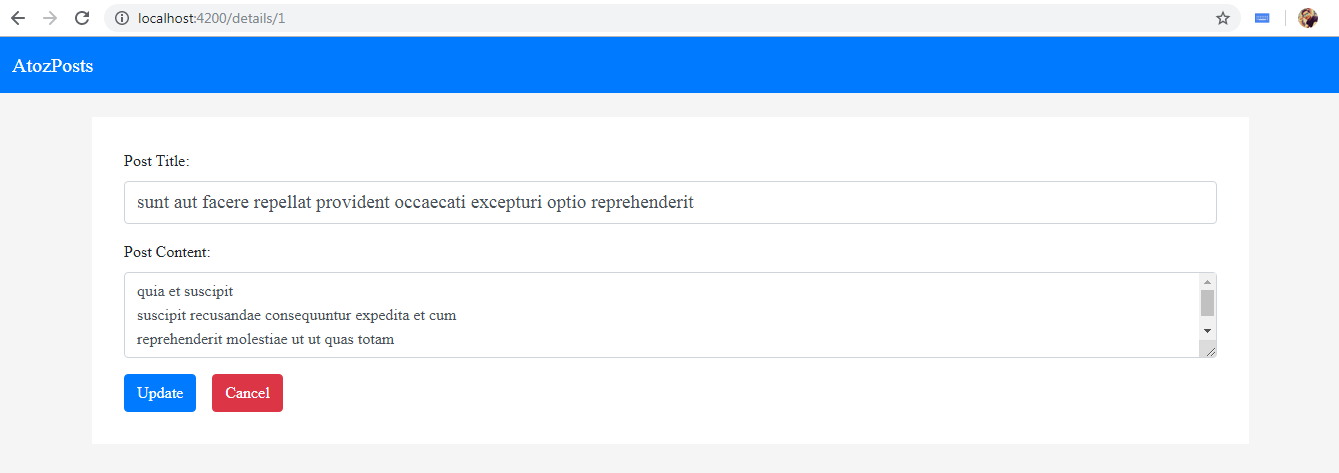 localhost:4200/details/1
AtozPosts
Post Title:
sunt aut facere repellat provident occaecati excepturi optio reprehenderit
Post Content:
quia et suscipit
suscipit recusandae consequuntur expedita et cum
reprehenderit molestiae ut ut quas totam
Update Cancel